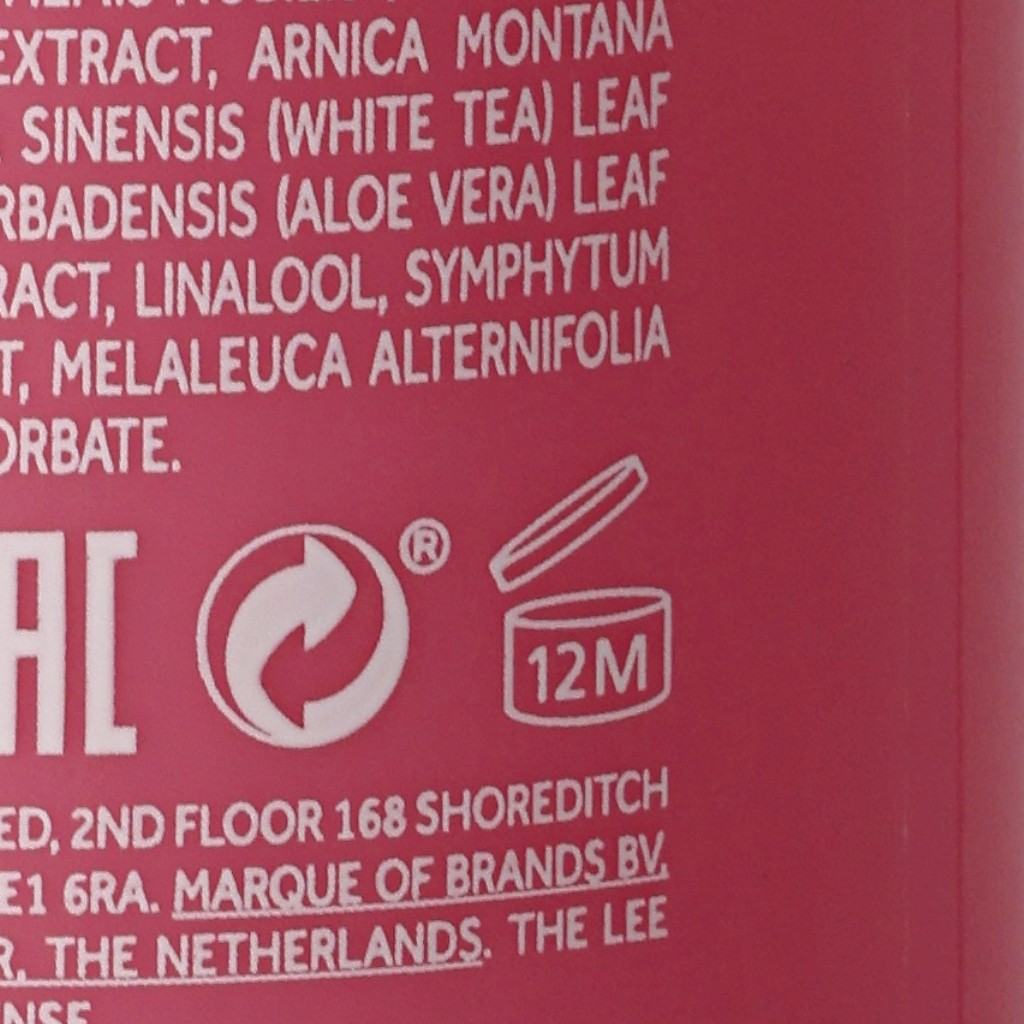 EXTRACT, ARNICA MONTANA
SINENSIS (WHITE TEA) LEAF
RBADENSIS (ALOE VERA) LEAF
RACT, LINALOOL, SYMPHYTUM
T, MELALEUCA ALTERNIFOLIA
ORBATE.
®
12M
ED, 2ND FLOOR 168 SHOREDITCH
E1 6RA. MARQUE OF BRANDS BV.
R, THE NETHERLANDS. THE LEE